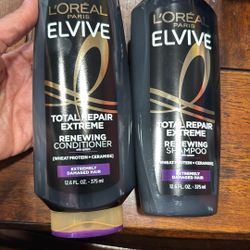 L'ORÉAL
PARIS
ELVIVE
TOTAL REPAIR
EXTREME
RENEWING
CONDITIONER
[WHEAT PROTEIN + CERAMIDE]
EXTREMELY
DAMAGED HAIR
12.6 FL. OZ. - 375 ml
L'ORÉAL
PARIS
ELVIVE
TOTAL REPAIR
EXTREME
RENEWING
SHAMPOO
[WHEAT PROTEIN + CERAMIDE]
EXTREMELY
DAMAGED HAIR
12.6 FL. OZ. - 375 ml